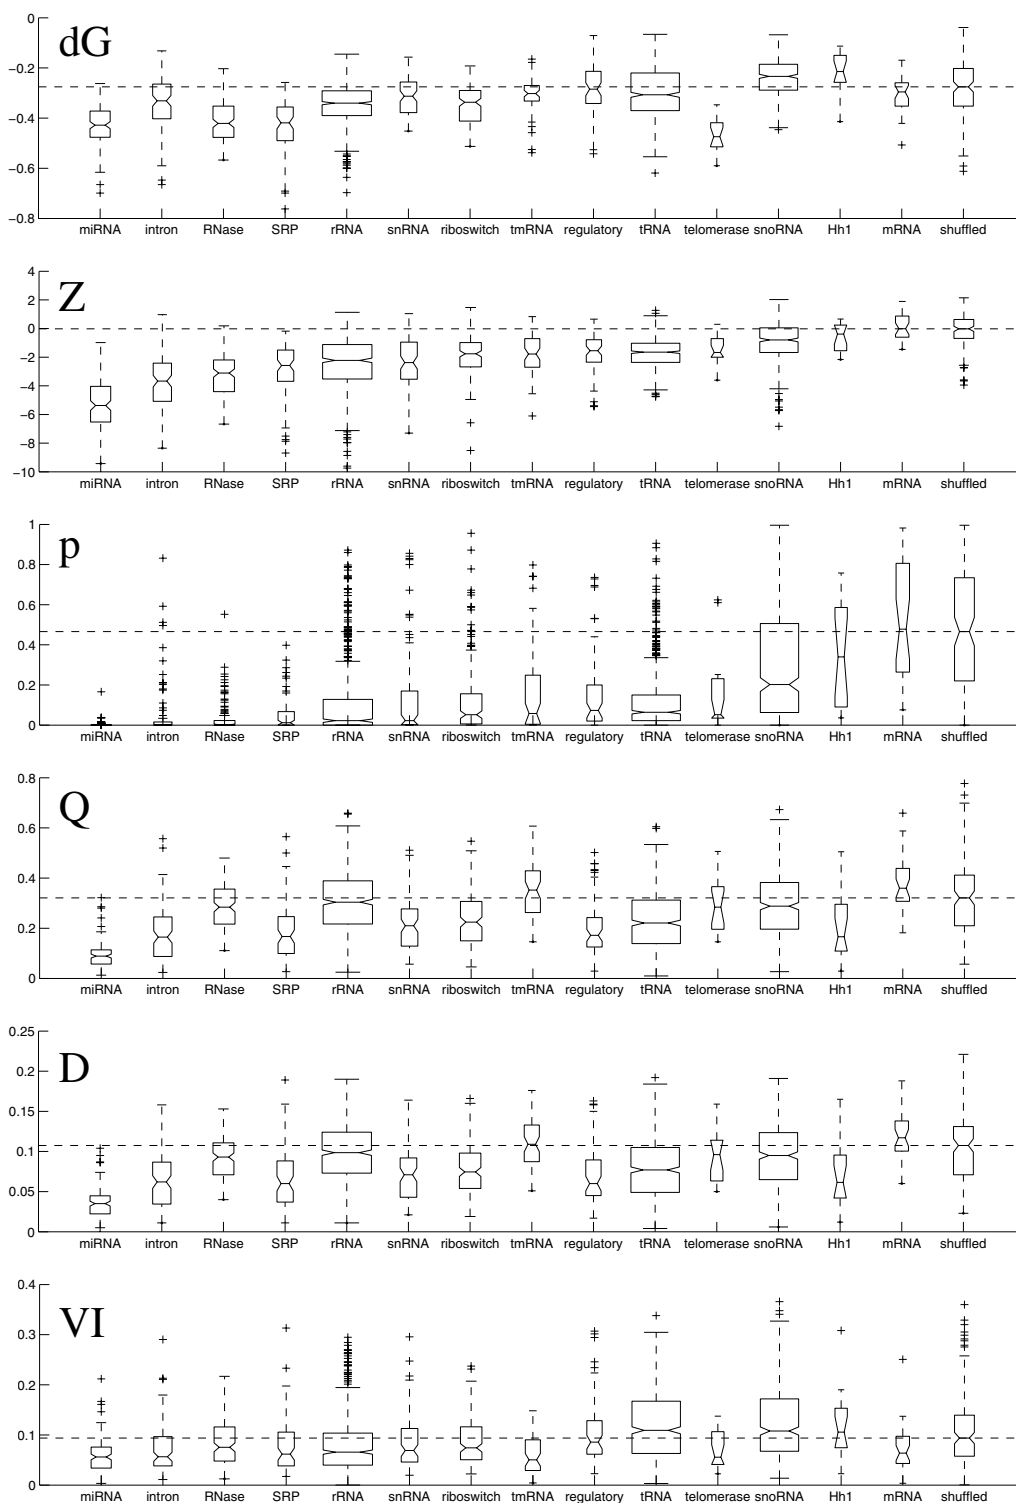 dG
0
−0.2
−0.4
−0.6
−0.8
miRNA intron RNase SRP rRNA snRNA riboswitch tmRNA regulatory tRNA telomerase snoRNA Hh1 mRNA shuffled
Z
4
2
0
−2
−4
−6
−8
−10
miRNA intron RNase SRP rRNA snRNA riboswitch tmRNA regulatory tRNA telomerase snoRNA Hh1 mRNA shuffled
p
1
0.8
0.6
0.4
0.2
0
miRNA intron RNase SRP rRNA snRNA riboswitch tmRNA regulatory tRNA telomerase snoRNA Hh1 mRNA shuffled
Q
0.8
0.6
0.4
0.2
0
miRNA intron RNase SRP rRNA snRNA riboswitch tmRNA regulatory tRNA telomerase snoRNA Hh1 mRNA shuffled
D
0.25
0.2
0.15
0.1
0.05
0
miRNA intron RNase SRP rRNA snRNA riboswitch tmRNA regulatory tRNA telomerase snoRNA Hh1 mRNA shuffled
VI
0.4
0.3
0.2
0.1
0
miRNA intron RNase SRP rRNA snRNA riboswitch tmRNA regulatory tRNA telomerase snoRNA Hh1 mRNA shuffled